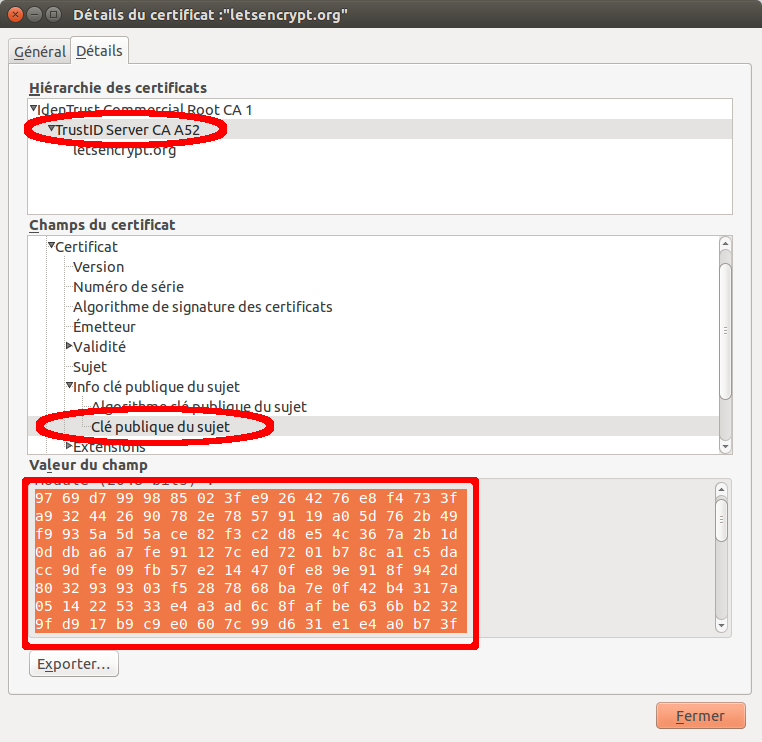 Détails du certificat :"letsencrypt.org"
Général
Détails
Hiérarchie des certificats
IdenTrust Commercial Root CA 1
TrustID Server CA A52
letsencrypt.org
Champs du certificat
Certificat
Version
Numéro de série
Algorithme de signature des certificats
Émetteur
Validité
Sujet
Info clé publique du sujet
Algorithme clé publique du sujet
Clé publique du sujet
Extensions
Valeur du champ
Module (2048 bits) :
97 69 d7 99 98 85 02 3f e9 26 42 76 e8 f4 73 3f
a9 32 44 26 90 78 2e 78 57 91 19 a0 5d 76 2b 49
f9 93 5a 5d 5a ce 82 f3 c2 d8 e5 4c 36 7a 2b 1d
0d db a6 a7 fe 91 12 7c ed 72 01 b7 8c a1 c5 da
cc 9d fe 09 fb 57 e2 14 47 0f e8 9e 91 8f 94 2d
80 32 93 93 03 f5 28 78 68 ba 7e 0f 42 b4 31 7a
05 14 22 53 33 e4 a3 ad 6c 8f af be 63 6b b2 32
9f d9 17 b9 c9 e0 60 7c 99 d6 31 e1 e4 a0 b7 3f
Exporter...
Fermer